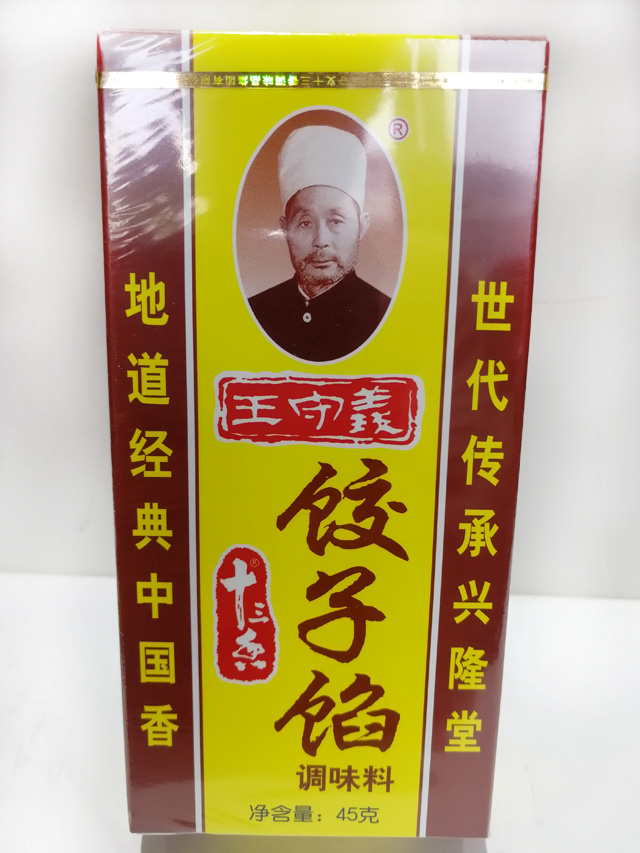 ®
王守義
地道经典中国香
世代传承兴隆堂
十三香
®
饺子馅
调味料
净含量：45克